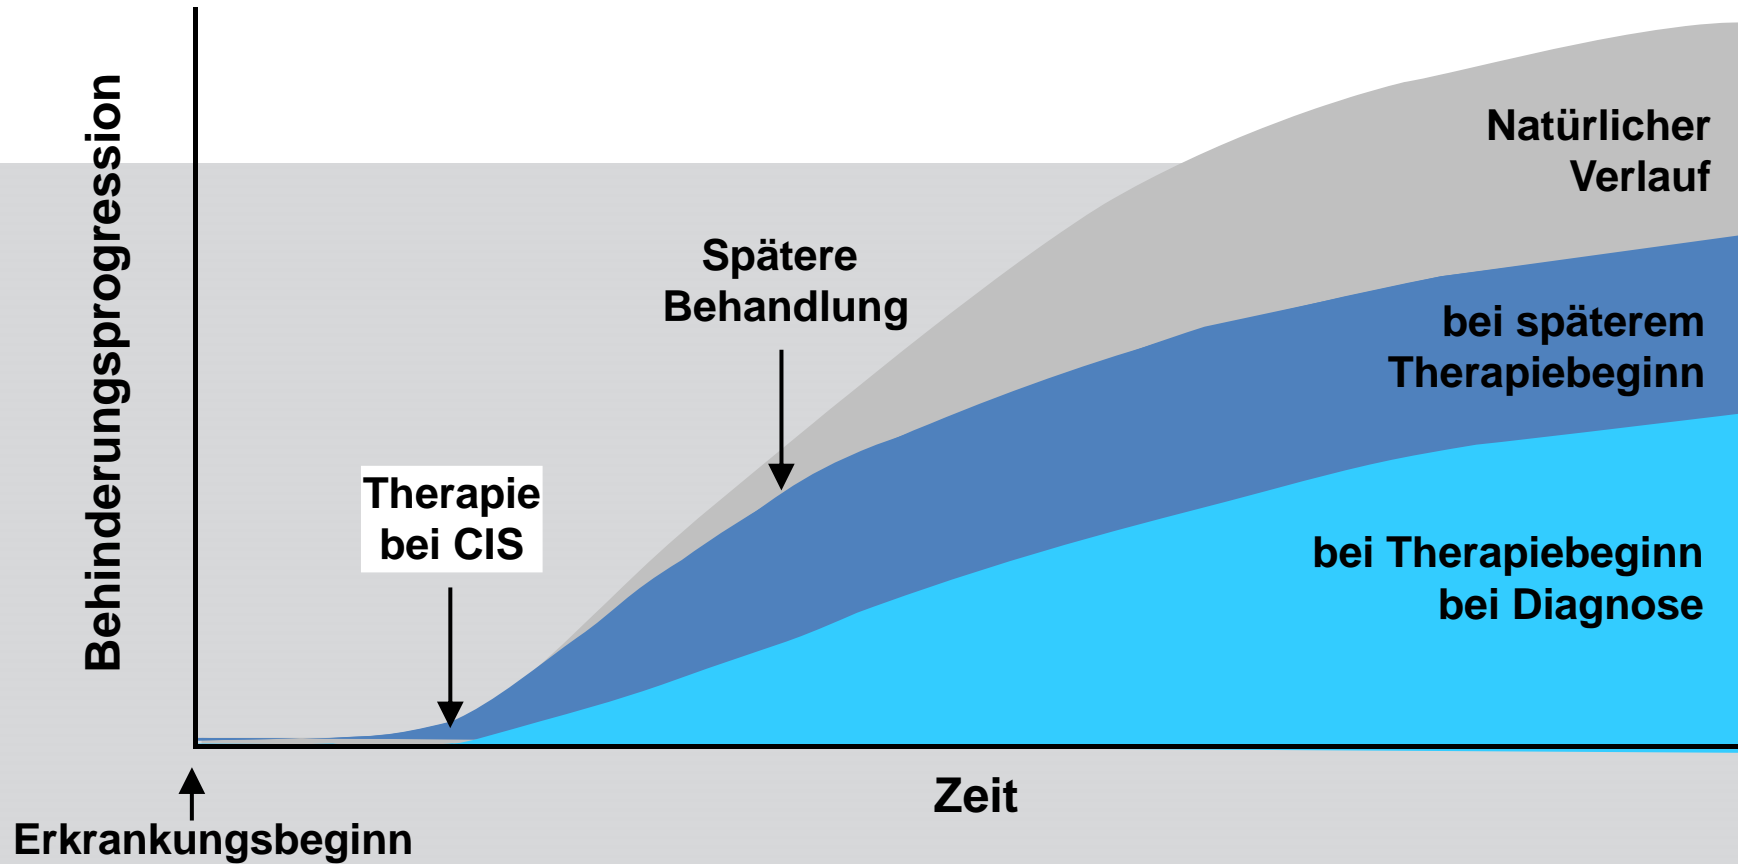 Behinderungsprogression
Natürlicher
Verlauf
Spätere
Behandlung
bei späterem
Therapiebeginn
Therapie
bei CIS
bei Therapiebeginn
bei Diagnose
Zeit
Erkrankungsbeginn